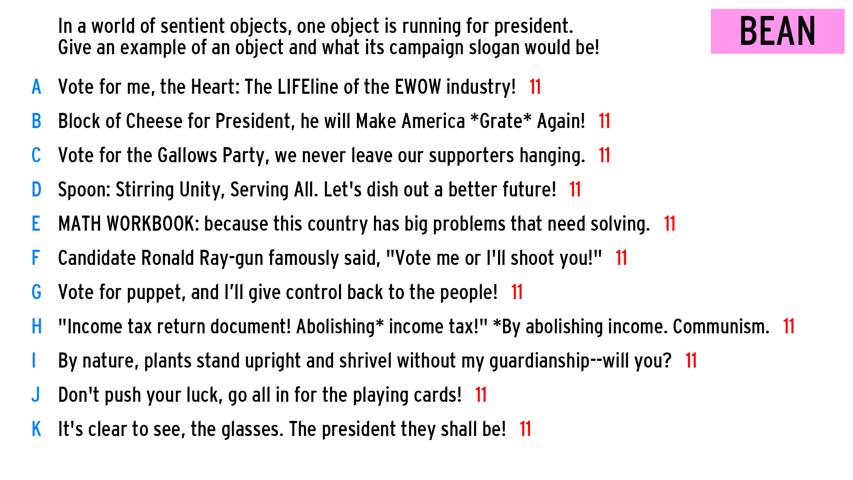 In a world of sentient objects, one object is running for president.
Give an example of an object and what its campaign slogan would be!
BEAN
A Vote for me, the Heart: The LIFEline of the EWOW industry! 11
B Block of Cheese for President, he will Make America *Grate* Again! 11
C Vote for the Gallows Party, we never leave our supporters hanging. 11
D Spoon: Stirring Unity, Serving All. Let's dish out a better future! 11
E MATH WORKBOOK: because this country has big problems that need solving. 11
F Candidate Ronald Ray-gun famously said, "Vote me or I'll shoot you!" 11
G Vote for puppet, and I’ll give control back to the people! 11
H "Income tax return document! Abolishing* income tax!" *By abolishing income. Communism. 11
I By nature, plants stand upright and shrivel without my guardianship--will you? 11
J Don't push your luck, go all in for the playing cards! 11
K It's clear to see, the glasses. The president they shall be! 11